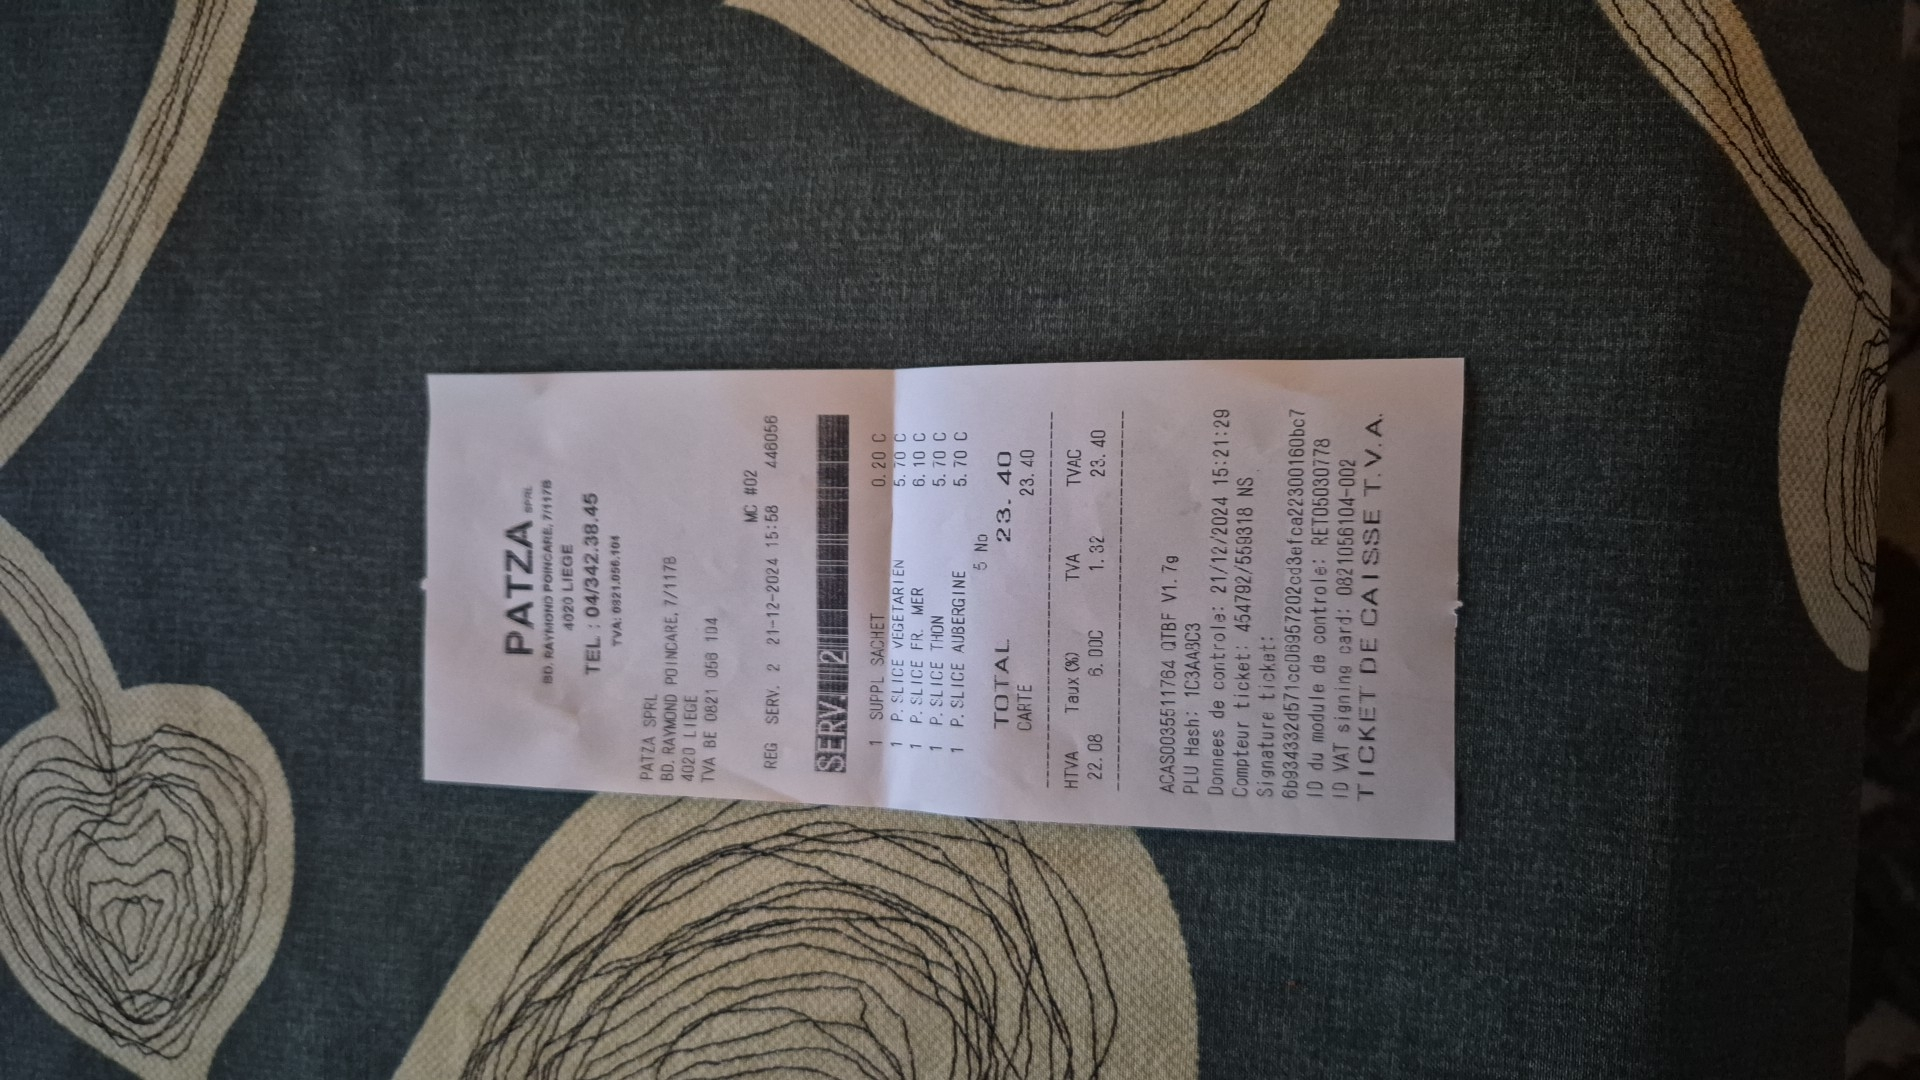 PATZA SPRL
BD. RAYMOND POINCARE, 7/117B
4020 LIEGE
TEL : 04/342.38.45
TVA: 0821.056.104
PATZA SPRL
BD.RAYMOND POINCARE,7/117B
4020 LIEGE
TVA BE 0821 056 104
MC #02
REG SERV. 2 21-12-2024 15:58 446056
SERV. 2
1 SUPPL SACHET 0.20 C
1 P.SLICE VEGETARIEN 5.70 C
1 P.SLICE FR. MER 6.10 C
1 P.SLICE THON 5.70 C
1 P.SLICE AUBERGINE 5.70 C
5 No
TOTAL 23.40
CARTE 23.40
HTVA Taux(%) TVA TVAC
22.08 6.00C 1.32 23.40
ACAS0035511764 QTBF V1.7g
PLU Hash: 1C3AA8C3
Donnees de controle: 21/12/2024 15:21:29
Compteur ticket: 454792/559318 NS
Signature ticket:
6b934332d571cc06957202cd3efca22300160bc7
ID du module de controle: RET05030778
ID VAT signing card: 0821056104-002
TICKET DE CAISSE T.V.A.